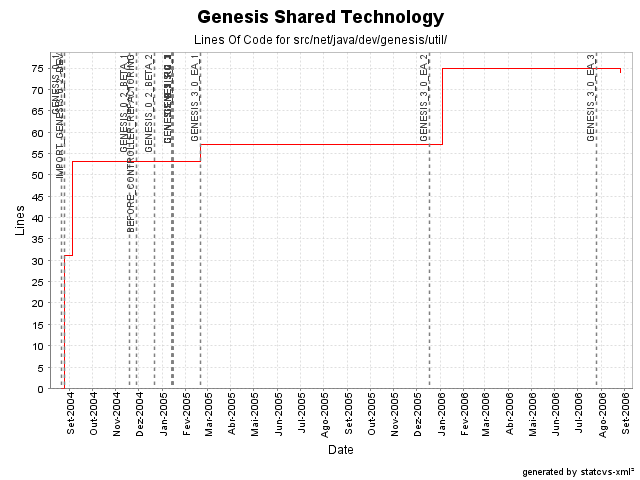 Genesis Shared Technology
Lines Of Code for src/net/java/dev/genesis/util/
Lines
75
70
65
60
55
50
45
40
35
30
25
20
15
10
5
0
BEFORE_CONTROLLER_REFACTORING
GENESIS_0_2_BETA_1
GENESIS_0_2_BETA_2
GENESIS_3_0_EA_1
GENESIS_3_0_EA_2
GENESIS_3_0_EA_3
Set-2004
Out-2004
Nov-2004
Dez-2004
Jan-2005
Fev-2005
Mar-2005
Abr-2005
Mai-2005
Jun-2005
Jul-2005
Ago-2005
Set-2005
Out-2005
Nov-2005
Dez-2005
Jan-2006
Fev-2006
Mar-2006
Abr-2006
Mai-2006
Jun-2006
Jul-2006
Ago-2006
Set-2006
Date
generated by statcvs-xml²